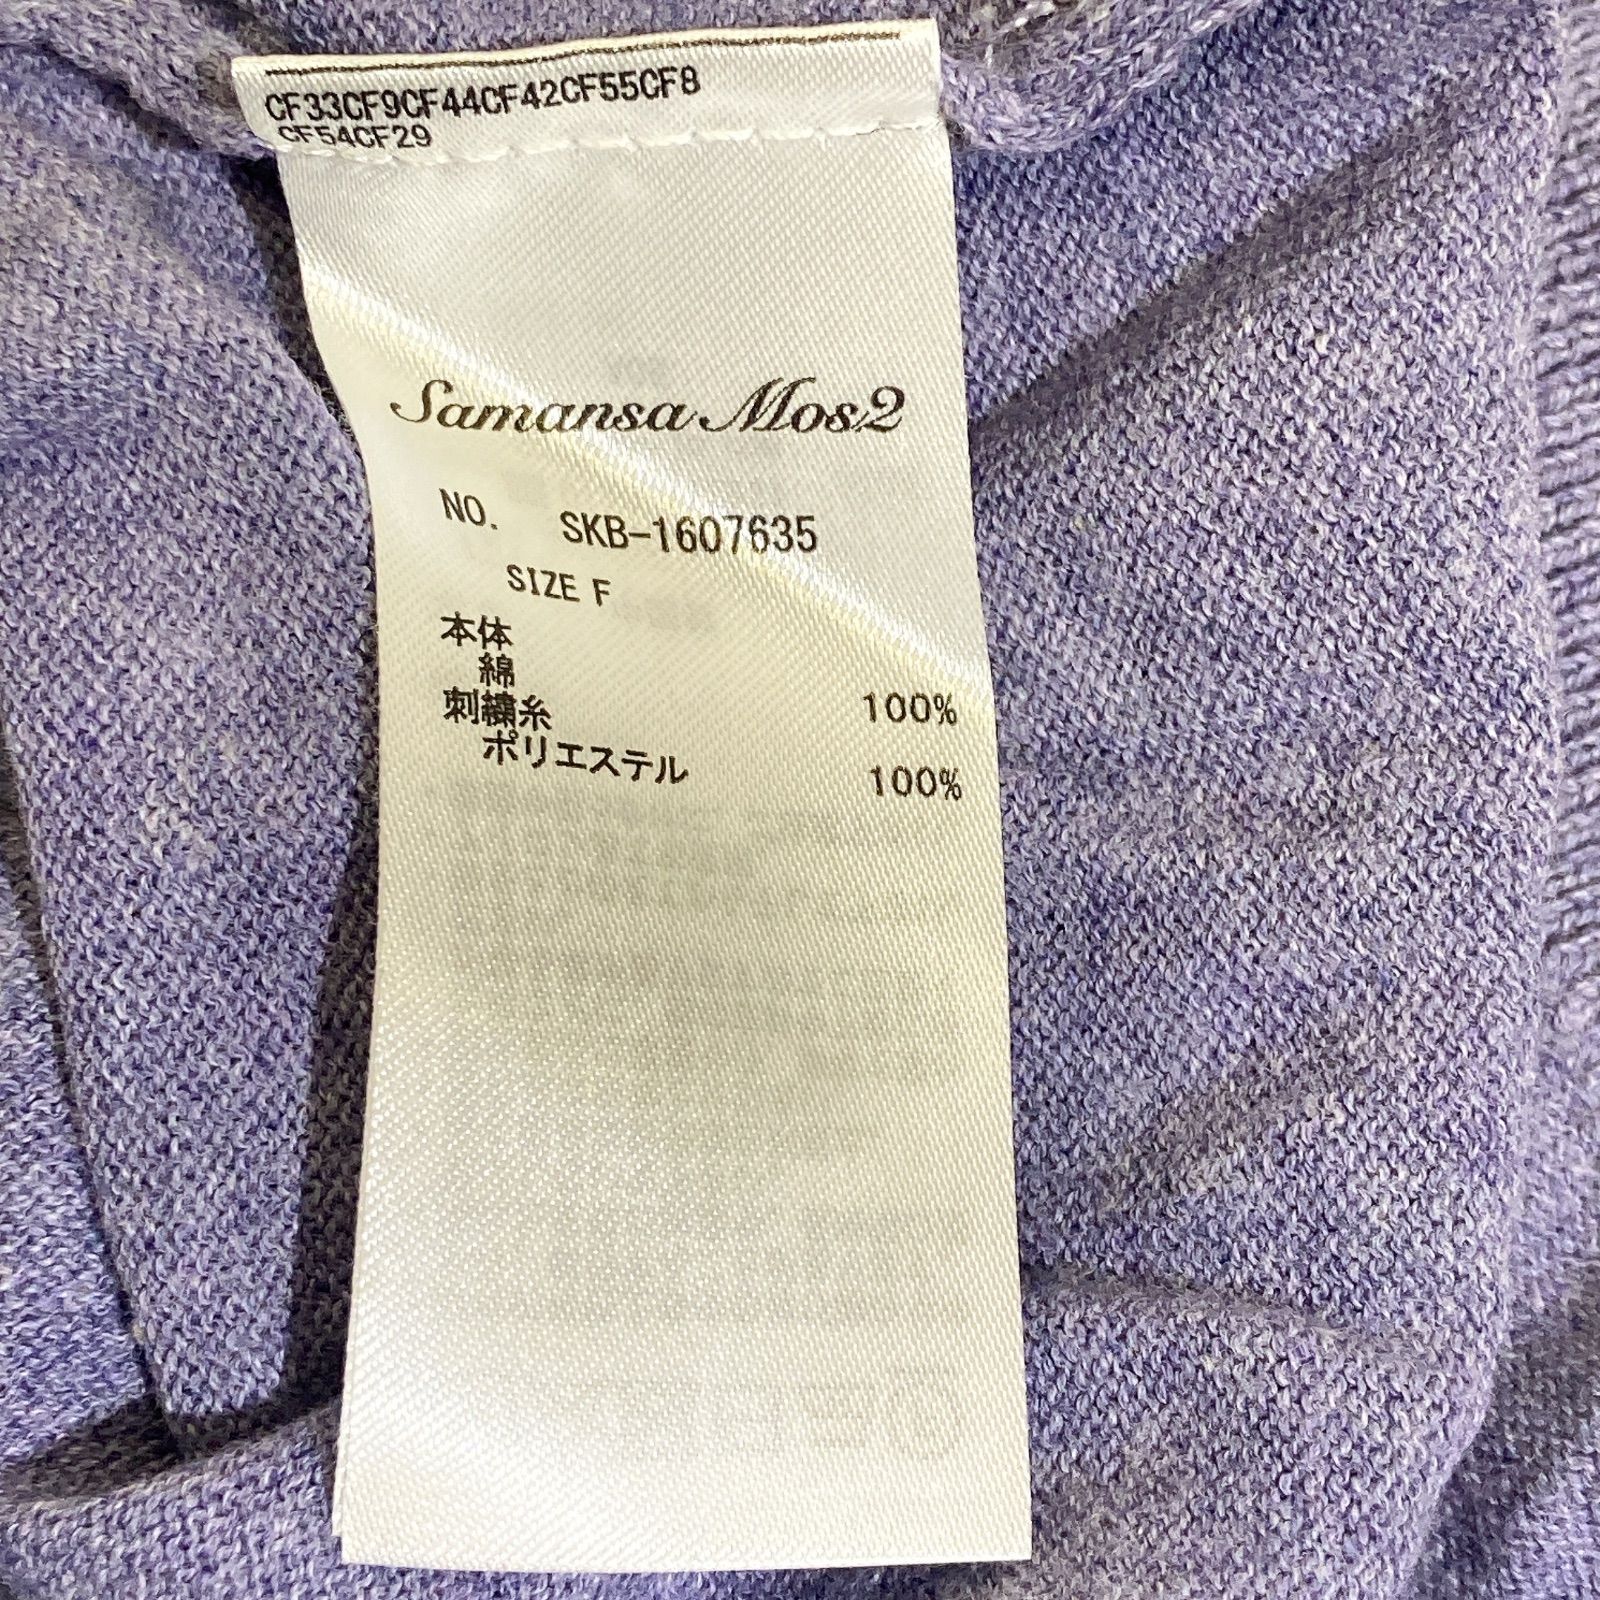 CF33CF9CF44CF42CF55CF8
CF54CF29
Samansa Mos2
NO. SKB-1607635
SIZE F
本体
綿 100%
刺繍糸
ポリエステル 100%